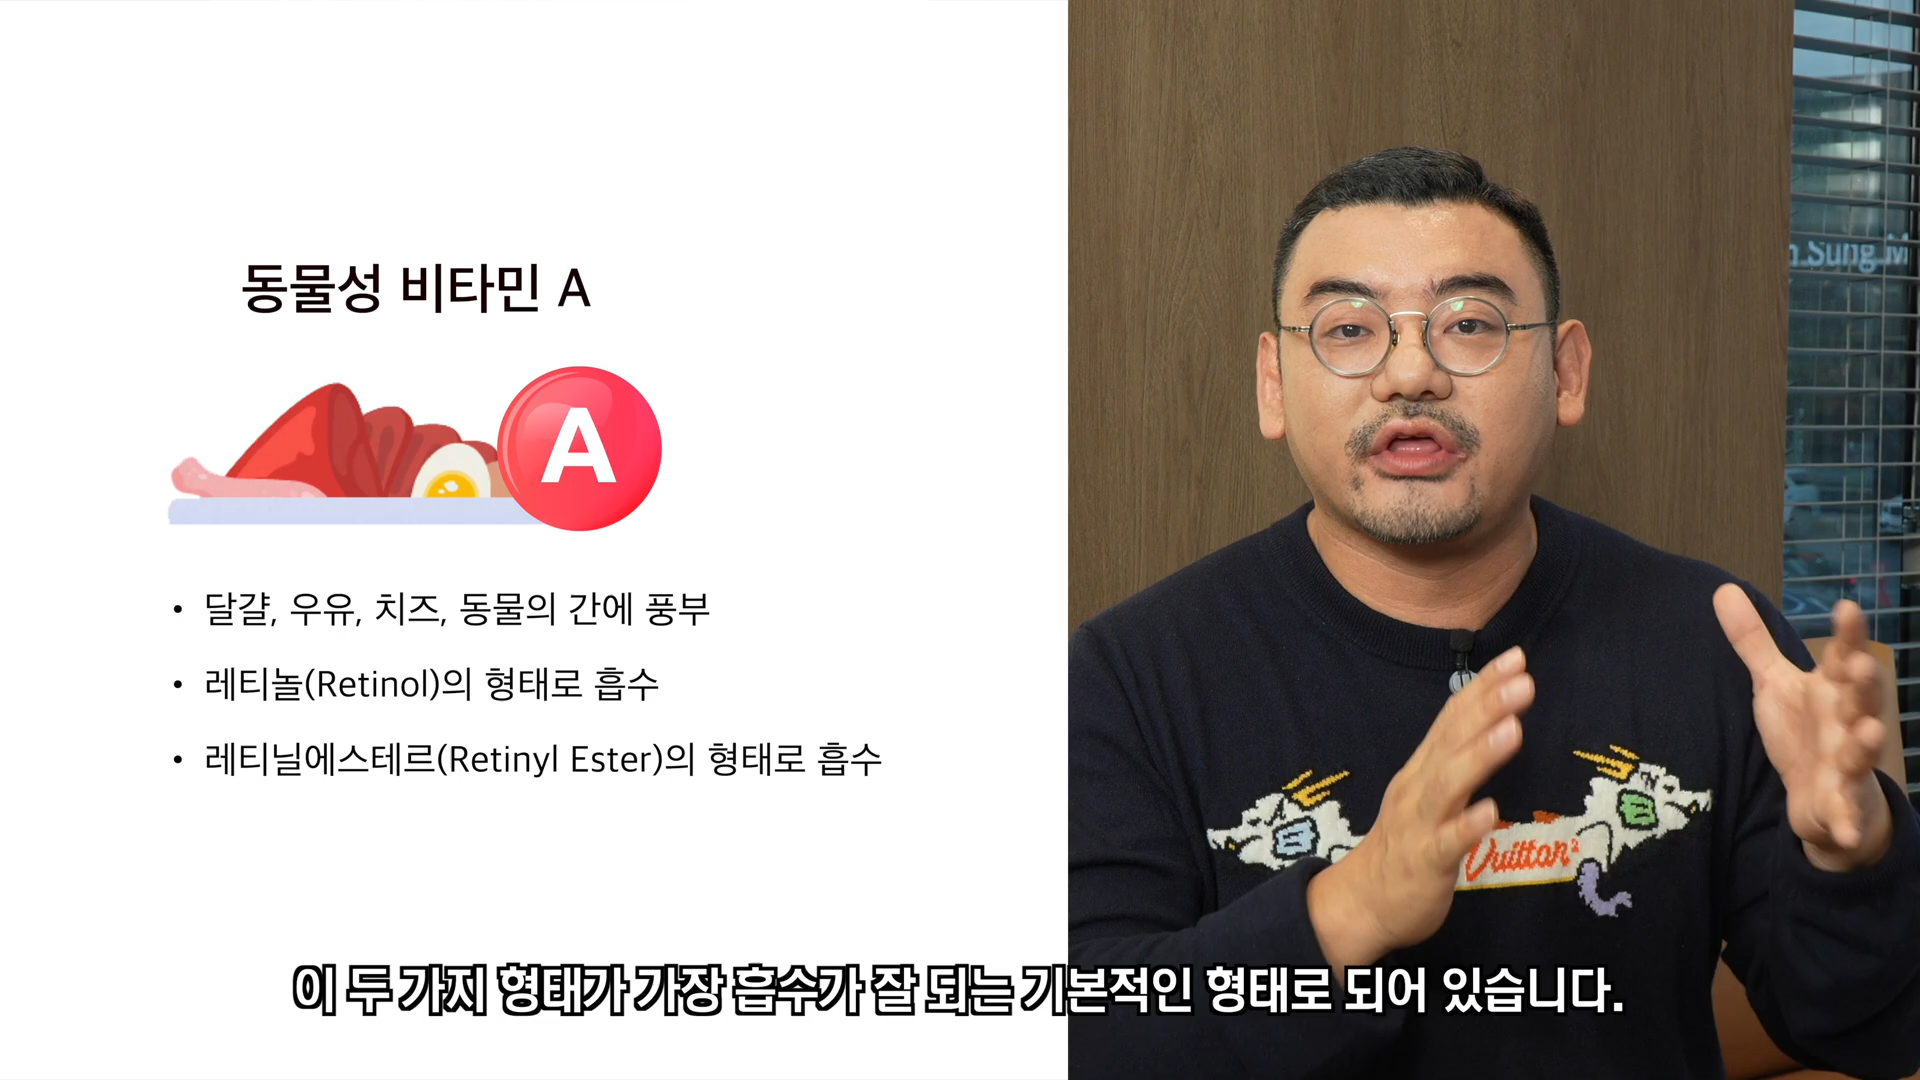 동물성 비타민 A
A
• 달걀, 우유, 치즈, 동물의 간에 풍부
• 레티놀(Retinol)의 형태로 흡수
• 레티닐에스테르(Retinyl Ester)의 형태로 흡수
Sung M
Vuitton
이 두 가지 형태가 가장 흡수가 잘 되는 기본적인 형태로 되어 있습니다.